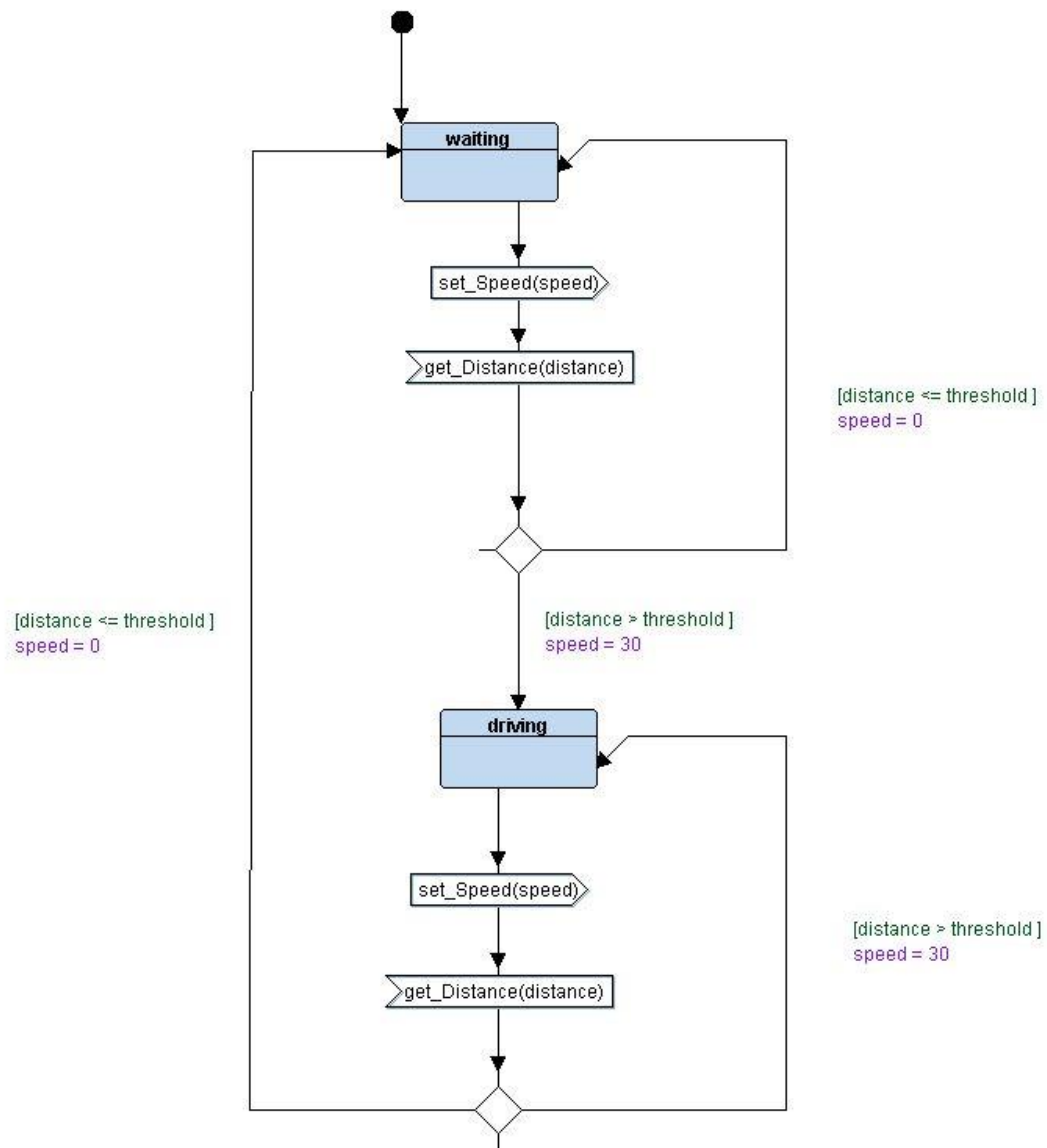 waiting
set_Speed(speed)
get_Distance(distance)
[distance <= threshold ]
speed = 0
[distance <= threshold ]
speed = 0
[distance > threshold ]
speed = 30
driving
set_Speed(speed)
[distance > threshold ]
speed = 30
get_Distance(distance)